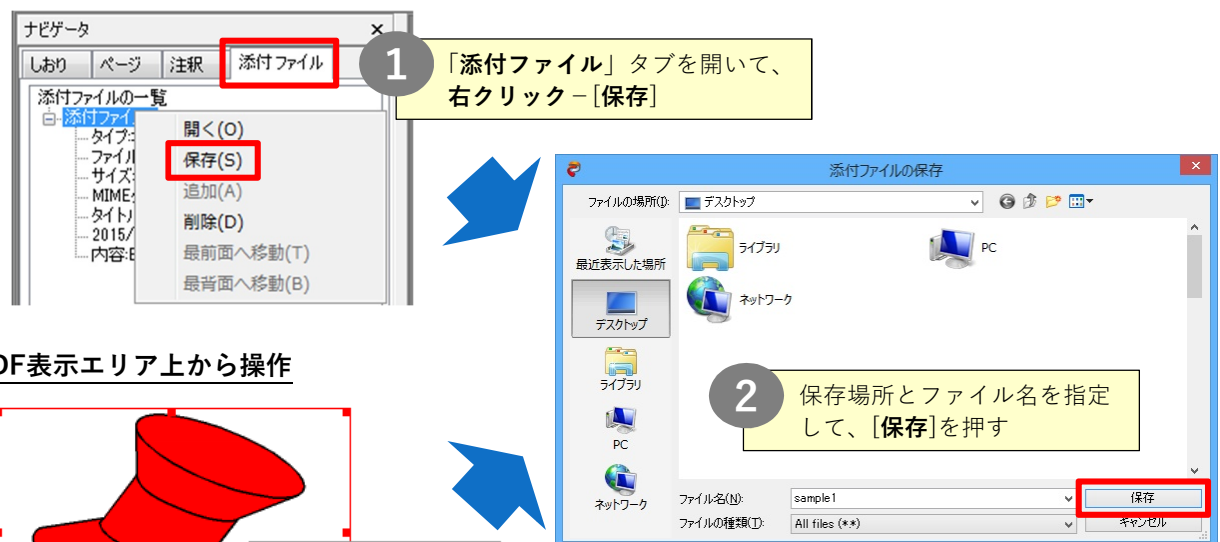 ナビゲータ
しおり ページ 注釈 添付ファイル
添付ファイルの一覧
添付ファイ
タイプ:
ファイル
サイズ:
MIME
タイトル
2015/
内容:
開く(O)
保存(S)
追加(A)
削除(D)
最前面へ移動(T)
最背面へ移動(B)
1
「添付ファイル」タブを開いて、
右クリック－[保存]
DF表示エリア上から操作
添付ファイルの保存
ファイルの場所(I): デスクトップ
最近表示した場所
デスクトップ
ライブラリ
PC
ネットワーク
ライブラリ
PC
ネットワーク
2
保存場所とファイル名を指定
して、[保存]を押す
ファイル名(N): sample1 保存
ファイルの種類(T): All files (*.*) キャンセル